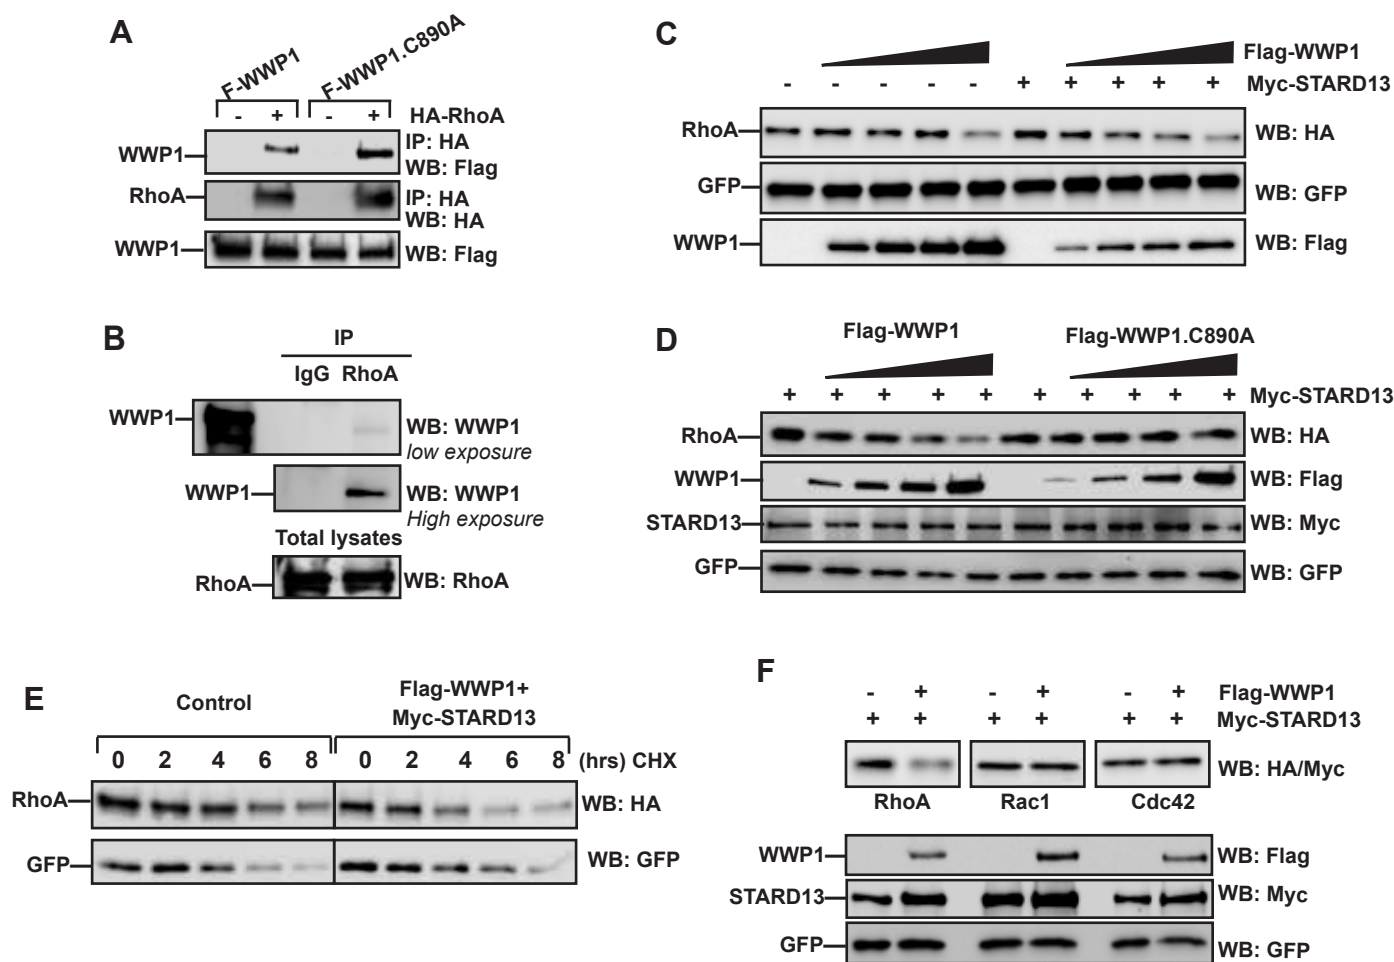 A
F-WWP1
F-WWP1.C890A
- + - + HA-RhoA
WWP1
IP: HA
WB: Flag
RhoA
IP: HA
WB: HA
WWP1
WB: Flag
B
IP
IgG RhoA
WWP1
WB: WWP1
low exposure
WWP1
WB: WWP1
High exposure
Total lysates
RhoA
WB: RhoA
C
Flag-WWP1
- - - - - + + + + + Myc-STARD13
RhoA
WB: HA
GFP
WB: GFP
WWP1
WB: Flag
D
Flag-WWP1
Flag-WWP1.C890A
+ + + + + + + + + + Myc-STARD13
RhoA
WB: HA
WWP1
WB: Flag
STARD13
WB: Myc
GFP
WB: GFP
E
Control
Flag-WWP1+
Myc-STARD13
0 2 4 6 8 0 2 4 6 8 (hrs) CHX
RhoA
WB: HA
GFP
WB: GFP
F
- + - + - + Flag-WWP1
+ + + + + + Myc-STARD13
WB: HA/Myc
RhoA Rac1 Cdc42
WWP1
WB: Flag
STARD13
WB: Myc
GFP
WB: GFP